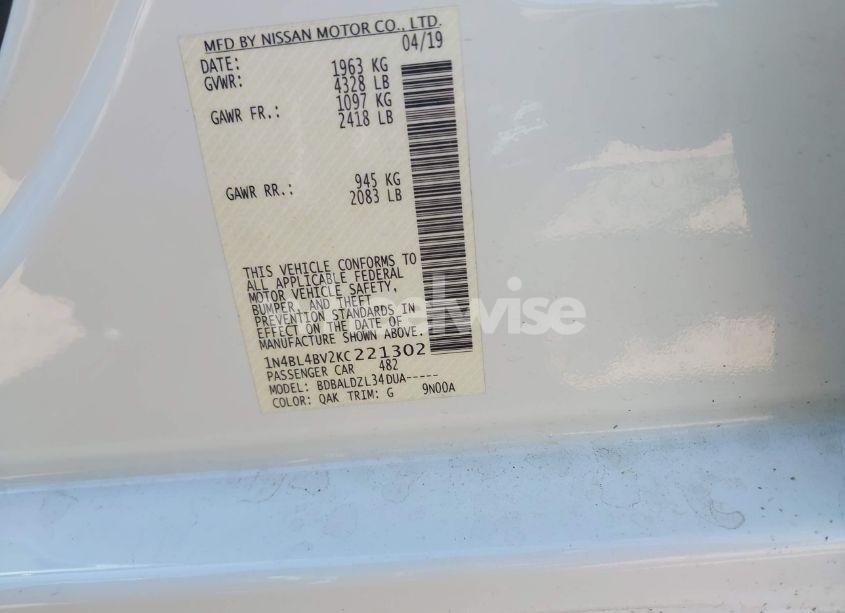 MFD BY NISSAN MOTOR CO., LTD.
DATE: 04/19
GVWR: 1963 KG
4328 LB
GAWR FR.: 1097 KG
2418 LB
GAWR RR.: 945 KG
2083 LB
THIS VEHICLE CONFORMS TO
ALL APPLICABLE FEDERAL
MOTOR VEHICLE SAFETY,
BUMPER, AND THEFT
PREVENTION STANDARDS IN
EFFECT ON THE DATE OF
MANUFACTURE SHOWN ABOVE.
1N4BL4BV2KC221302
PASSENGER CAR 482
MODEL: BDBALDZL34DUA-----
COLOR: QAK TRIM: G 9N00A